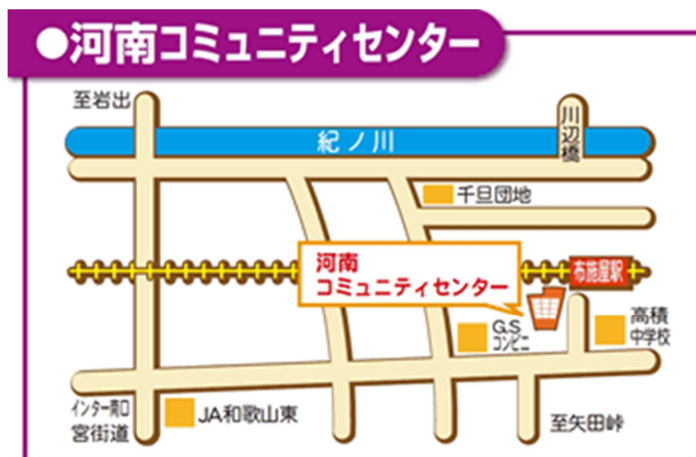 ●河南コミュニティセンター
至岩出
川辺橋
紀ノ川
千旦団地
河南
コミュニティセンター
布施屋駅
G.S
コンビニ
高積
中学校
インター南口
宮街道
JA和歌山東
至矢田峠